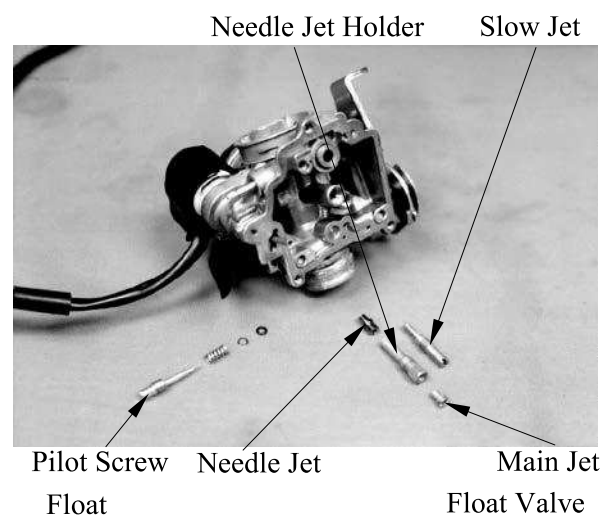 Needle Jet Holder Slow Jet
Pilot Screw Needle Jet Main Jet
Float Float Valve